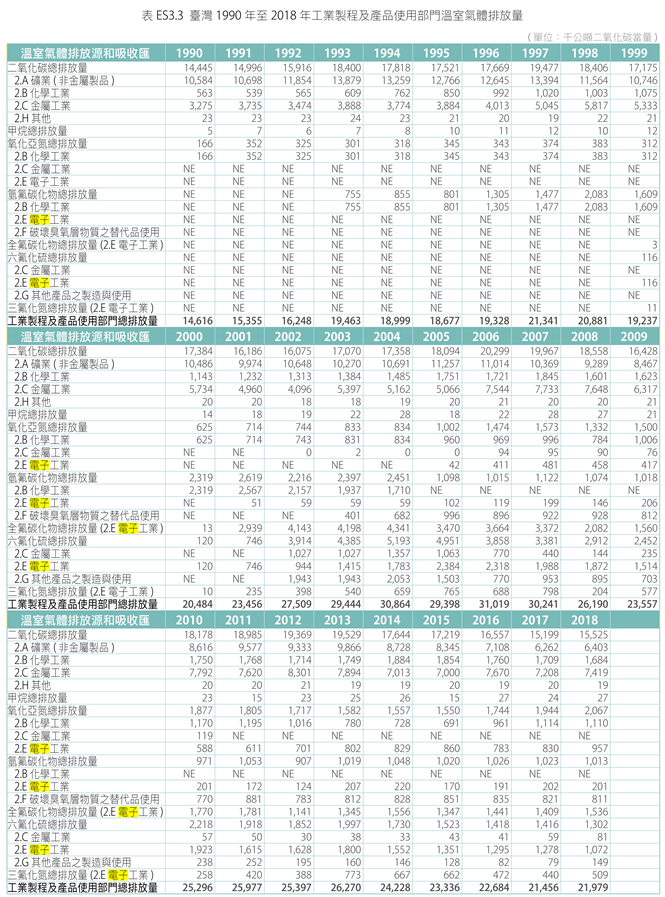 表 ES3.3 臺灣 1990 年至 2018 年工業製程及產品使用部門溫室氣體排放量
( 單位：千公噸二氧化碳當量 )
溫室氣體排放源和吸收匯 1990 1991 1992 1993 1994 1995 1996 1997 1998 1999
二氧化碳總排放量 14,445 14,996 15,916 18,400 17,818 17,521 17,669 19,477 18,406 17,175
2.A 礦業 ( 非金屬製品 ) 10,584 10,698 11,854 13,879 13,259 12,766 12,645 13,394 11,564 10,746
2.B 化學工業 563 539 565 609 762 850 992 1,020 1,003 1,075
2.C 金屬工業 3,275 3,735 3,474 3,888 3,774 3,884 4,013 5,045 5,817 5,333
2.H 其他 23 23 23 24 23 21 20 19 22 21
甲烷總排放量 5 7 6 7 8 10 11 12 10 12
氧化亞氮總排放量 166 352 325 301 318 345 343 374 383 312
2.B 化學工業 166 352 325 301 318 345 343 374 383 312
2.C 金屬工業 NE NE NE NE NE NE NE NE NE NE
2.E 電子工業 NE NE NE NE NE NE NE NE NE NE
氫氟碳化物總排放量 NE NE NE 755 855 801 1,305 1,477 2,083 1,609
2.B 化學工業 NE NE NE 755 855 801 1,305 1,477 2,083 1,609
2.E 電子工業 NE NE NE NE NE NE NE NE NE NE
2.F 破壞臭氧層物質之替代品使用 NE NE NE NE NE NE NE NE NE NE
全氟碳化物總排放量 (2.E 電子工業 ) NE NE NE NE NE NE NE NE NE 3
六氟化硫總排放量 NE NE NE NE NE NE NE NE NE 116
2.C 金屬工業 NE NE NE NE NE NE NE NE NE NE
2.E 電子工業 NE NE NE NE NE NE NE NE NE 116
2.G 其他產品之製造與使用 NE NE NE NE NE NE NE NE NE NE
三氟化氮總排放量 (2.E 電子工業 ) NE NE NE NE NE NE NE NE NE 11
工業製程及產品使用部門總排放量 14,616 15,355 16,248 19,463 18,999 18,677 19,328 21,341 20,881 19,237
溫室氣體排放源和吸收匯 2000 2001 2002 2003 2004 2005 2006 2007 2008 2009
二氧化碳總排放量 17,384 16,186 16,075 17,070 17,358 18,094 20,299 19,967 18,558 16,428
2.A 礦業 ( 非金屬製品 ) 10,486 9,974 10,648 10,270 10,691 11,257 11,014 10,369 9,289 8,467
2.B 化學工業 1,143 1,232 1,313 1,384 1,485 1,751 1,721 1,845 1,601 1,623
2.C 金屬工業 5,734 4,960 4,096 5,397 5,162 5,066 7,544 7,733 7,648 6,317
2.H 其他 20 20 18 18 19 20 21 20 20 21
甲烷總排放量 14 18 19 22 28 18 22 28 27 21
氧化亞氮總排放量 625 714 744 833 834 1,002 1,474 1,573 1,332 1,500
2.B 化學工業 625 714 743 831 834 960 969 996 784 1,006
2.C 金屬工業 NE NE 0 2 0 0 94 95 90 76
2.E 電子工業 NE NE NE NE NE 42 411 481 458 417
氫氟碳化物總排放量 2,319 2,619 2,216 2,397 2,451 1,098 1,015 1,122 1,074 1,018
2.B 化學工業 2,319 2,567 2,157 1,937 1,710 NE NE NE NE NE
2.E 電子工業 NE 51 59 59 59 102 119 199 146 206
2.F 破壞臭氧層物質之替代品使用 NE NE NE 401 682 996 896 922 928 812
全氟碳化物總排放量 (2.E 電子工業 ) 13 2,939 4,143 4,198 4,341 3,470 3,664 3,372 2,082 1,560
六氟化硫總排放量 120 746 3,914 4,385 5,193 4,951 3,858 3,381 2,912 2,452
2.C 金屬工業 NE NE 1,027 1,027 1,357 1,063 770 440 144 235
2.E 電子工業 120 746 944 1,415 1,783 2,384 2,318 1,988 1,872 1,514
2.G 其他產品之製造與使用 NE NE 1,943 1,943 2,053 1,503 770 953 895 703
三氟化氮總排放量 (2.E 電子工業 ) 10 235 398 540 659 765 688 798 204 577
工業製程及產品使用部門總排放量 20,484 23,456 27,509 29,444 30,864 29,398 31,019 30,241 26,190 23,557
溫室氣體排放源和吸收匯 2010 2011 2012 2013 2014 2015 2016 2017 2018
二氧化碳總排放量 18,178 18,985 19,369 19,529 17,644 17,219 16,557 15,199 15,525
2.A 礦業 ( 非金屬製品 ) 8,616 9,577 9,333 9,866 8,728 8,345 7,108 6,262 6,403
2.B 化學工業 1,750 1,768 1,714 1,749 1,884 1,854 1,760 1,709 1,684
2.C 金屬工業 7,792 7,620 8,301 7,894 7,013 7,000 7,670 7,208 7,419
2.H 其他 20 20 21 19 19 20 19 20 19
甲烷總排放量 23 15 23 25 26 15 27 24 27
氧化亞氮總排放量 1,877 1,805 1,717 1,582 1,557 1,550 1,744 1,944 2,067
2.B 化學工業 1,170 1,195 1,016 780 728 691 961 1,114 1,110
2.C 金屬工業 119 NE NE NE NE NE NE NE NE
2.E 電子工業 588 611 701 802 829 860 783 830 957
氫氟碳化物總排放量 971 1,053 907 1,019 1,048 1,020 1,026 1,023 1,013
2.B 化學工業 NE NE NE NE NE NE NE NE NE
2.E 電子工業 201 172 124 207 220 170 191 202 201
2.F 破壞臭氧層物質之替代品使用 770 881 783 812 828 851 835 821 811
全氟碳化物總排放量 (2.E 電子工業 ) 1,770 1,781 1,141 1,345 1,556 1,347 1,441 1,409 1,536
六氟化硫總排放量 2,218 1,918 1,852 1,997 1,730 1,523 1,418 1,416 1,302
2.C 金屬工業 57 50 30 38 33 43 41 59 81
2.E 電子工業 1,923 1,615 1,628 1,800 1,552 1,351 1,295 1,278 1,072
2.G 其他產品之製造與使用 238 252 195 160 146 128 82 79 149
三氟化氮總排放量 (2.E 電子工業 ) 258 420 388 773 667 662 472 440 509
工業製程及產品使用部門總排放量 25,296 25,977 25,397 26,270 24,228 23,336 22,684 21,456 21,979